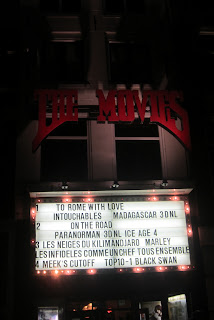 THE MOVIES
1 TO ROME WITH LOVE
INTOUCHABLES MADAGASCAR 3D NL
2 ON THE ROAD
PARANORMAN 3D NL ICE AGE 4
3 LES NEIGES DU KILIMANDJARO MARLEY
LES INFIDELES COMME UN CHEF TOUS ENSEMBLE
4 MEEK'S CUTOFF TOP10-1 BLACK SWAN